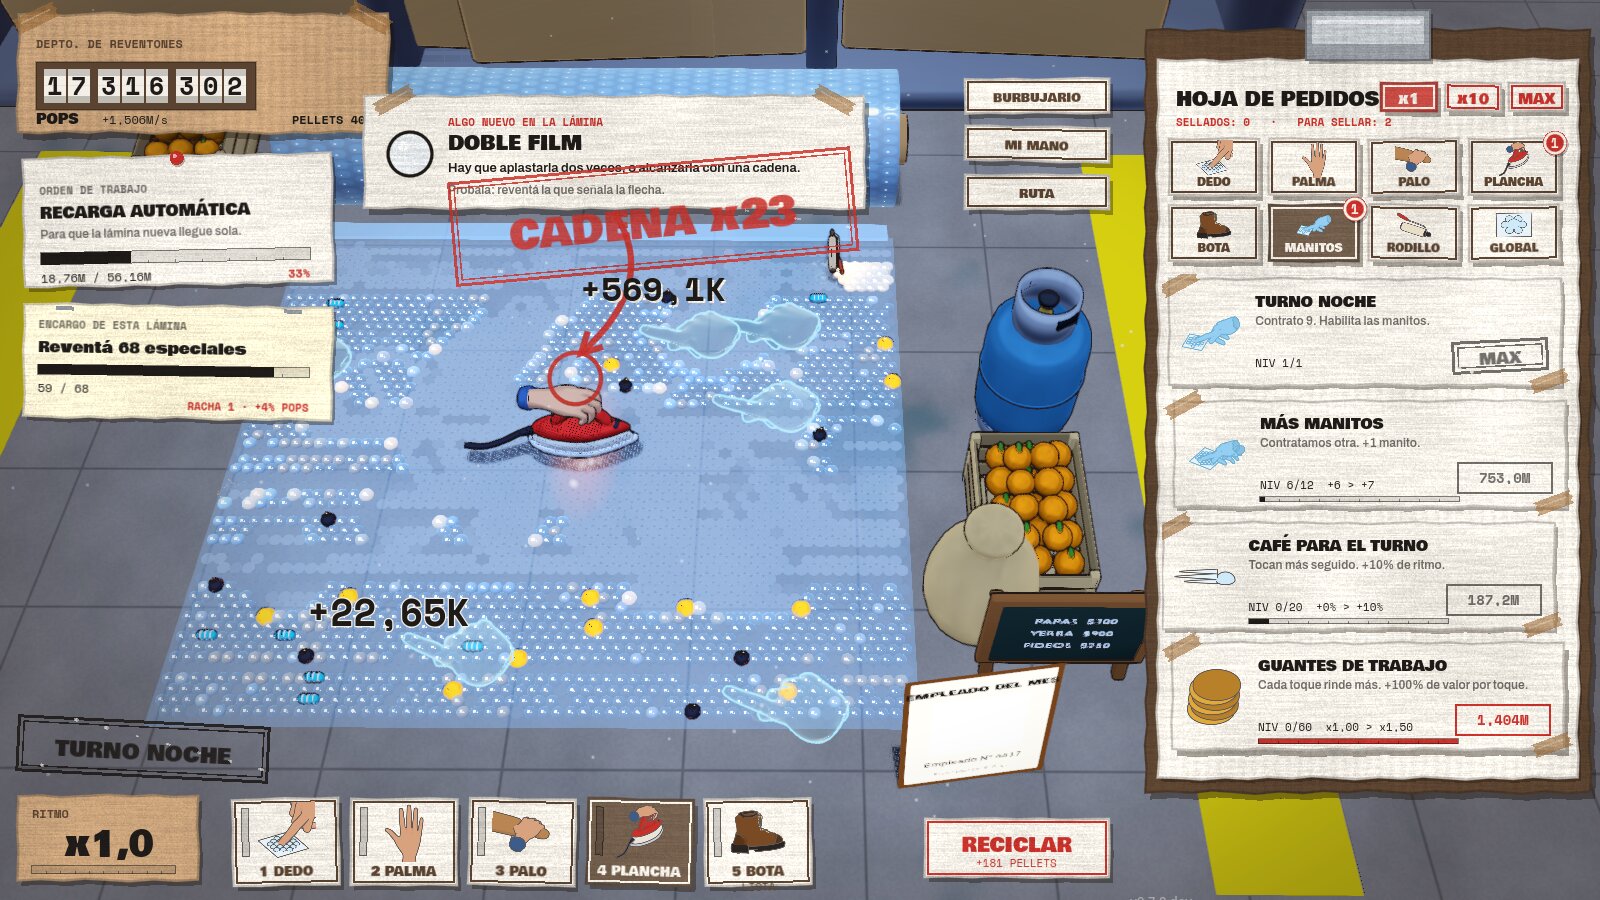 DEPTO. DE REVENTONES
17 316 302
POPS +1,506M/s PELLETS 40
ORDEN DE TRABAJO
RECARGA AUTOMÁTICA
Para que la lámina nueva llegue sola.
18,76M / 56,16M 33%
ENCARGO DE ESTA LÁMINA
Reventá 68 especiales
59 / 68
RACHA 1 · +4% POPS
ALGO NUEVO EN LA LÁMINA
DOBLE FILM
Hay que aplastarla dos veces, o alcanzarla con una cadena.
Probala: reventá la que señala la flecha.
CADENA x23
+569,1K
+22,65K
BURBUJARIO
MI MANO
RUTA
HOJA DE PEDIDOS x1 x10 MAX
SELLADOS: 0 · PARA SELLAR: 2
DEDO
PALMA
PALO
PLANCHA
1
BOTA
MANITOS
1
RODILLO
GLOBAL
TURNO NOCHE
Contrato 9. Habilita las manitos.
NIV 1/1
MAX
MÁS MANITOS
Contratamos otra. +1 manito.
NIV 6/12 +6 > +7
753,0M
CAFÉ PARA EL TURNO
Tocan más seguido. +10% de ritmo.
NIV 0/20 +0% > +10%
187,2M
GUANTES DE TRABAJO
Cada toque rinde más. +100% de valor por toque.
NIV 0/60 x1,00 > x1,50
1,404M
PAPAS $100
YERBA $900
FIDEOS $250
EMPLEADO DEL MES
Empleado N° 4517
TURNO NOCHE
RITMO
x1,0
1 DEDO
2 PALMA
3 PALO
4 PLANCHA
5 BOTA
RECICLAR
+181 PELLETS